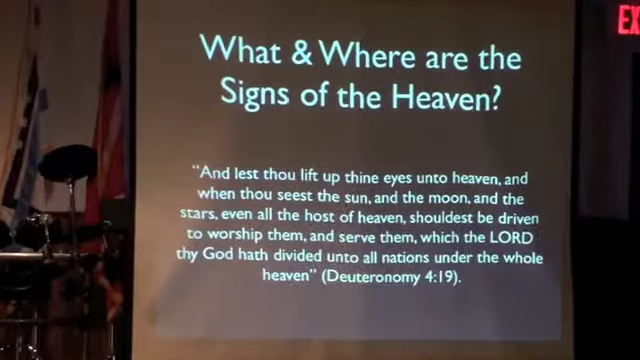 What & Where are the
Signs of the Heaven?
"And lest thou lift up thine eyes unto heaven, and
when thou seest the sun, and the moon, and the
stars, even all the host of heaven, shouldest be driven
to worship them, and serve them, which the LORD
thy God hath divided unto all nations under the whole
heaven" (Deuteronomy 4:19).
EX